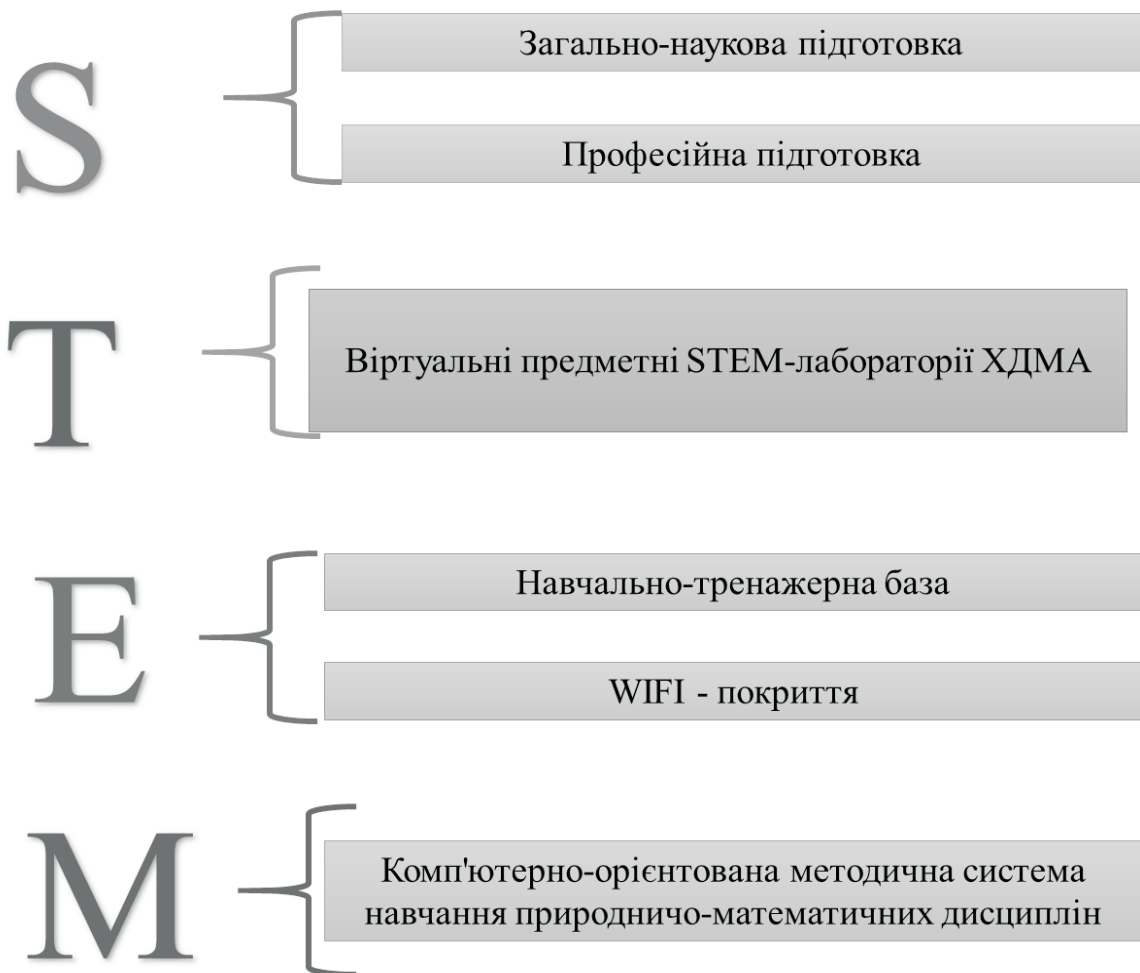 S
Загально-наукова підготовка
Професійна підготовка
T
Віртуальні предметні STEM-лабораторії ХДМА
E
Навчально-тренажерна база
WIFI - покриття
M
Комп'ютерно-орієнтована методична система
навчання природничо-математичних дисциплін